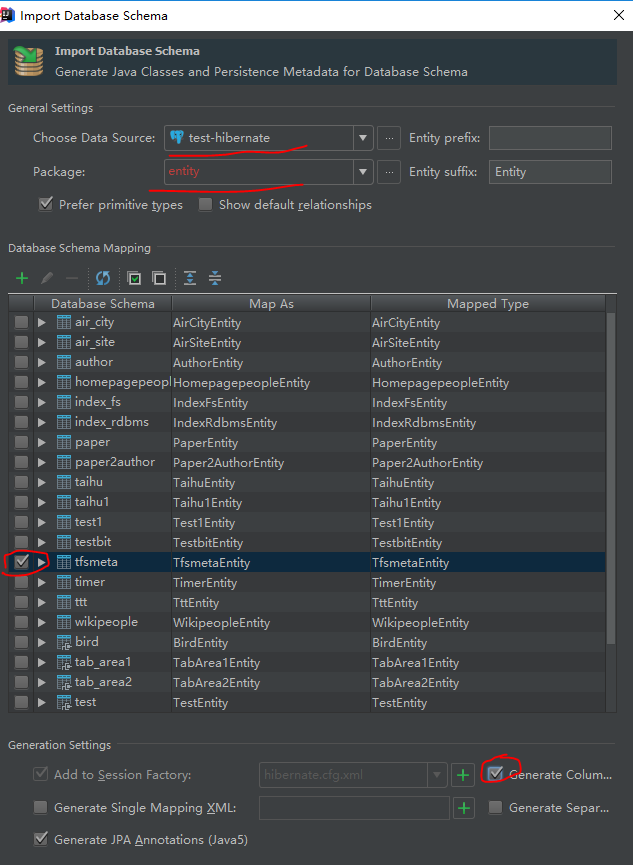 Import Database Schema
Import Database Schema
Generate Java Classes and Persistence Metadata for Database Schema
General Settings
Choose Data Source: test-hibernate ... Entity prefix:
Package: entity ... Entity suffix: Entity
Prefer primitive types Show default relationships
Database Schema Mapping
Database Schema Map As Mapped Type
air_city AirCityEntity AirCityEntity
air_site AirSiteEntity AirSiteEntity
author AuthorEntity AuthorEntity
homepagepeopl HomepagepeopleEntity HomepagepeopleEntity
index_fs IndexFsEntity IndexFsEntity
index_rdbms IndexRdbmsEntity IndexRdbmsEntity
paper PaperEntity PaperEntity
paper2author Paper2AuthorEntity Paper2AuthorEntity
taihu TaihuEntity TaihuEntity
taihu1 Taihu1Entity Taihu1Entity
test1 Test1Entity Test1Entity
testbit TestbitEntity TestbitEntity
tfsmeta TfsmetaEntity TfsmetaEntity
timer TimerEntity TimerEntity
ttt TttEntity TttEntity
wikipeople WikipeopleEntity WikipeopleEntity
bird BirdEntity BirdEntity
tab_area1 TabArea1Entity TabArea1Entity
tab_area2 TabArea2Entity TabArea2Entity
test TestEntity TestEntity
Generation Settings
Add to Session Factory: hibernate.cfg.xml Generate Colum...
Generate Single Mapping XML: Generate Separ...
Generate JPA Annotations (Java5)